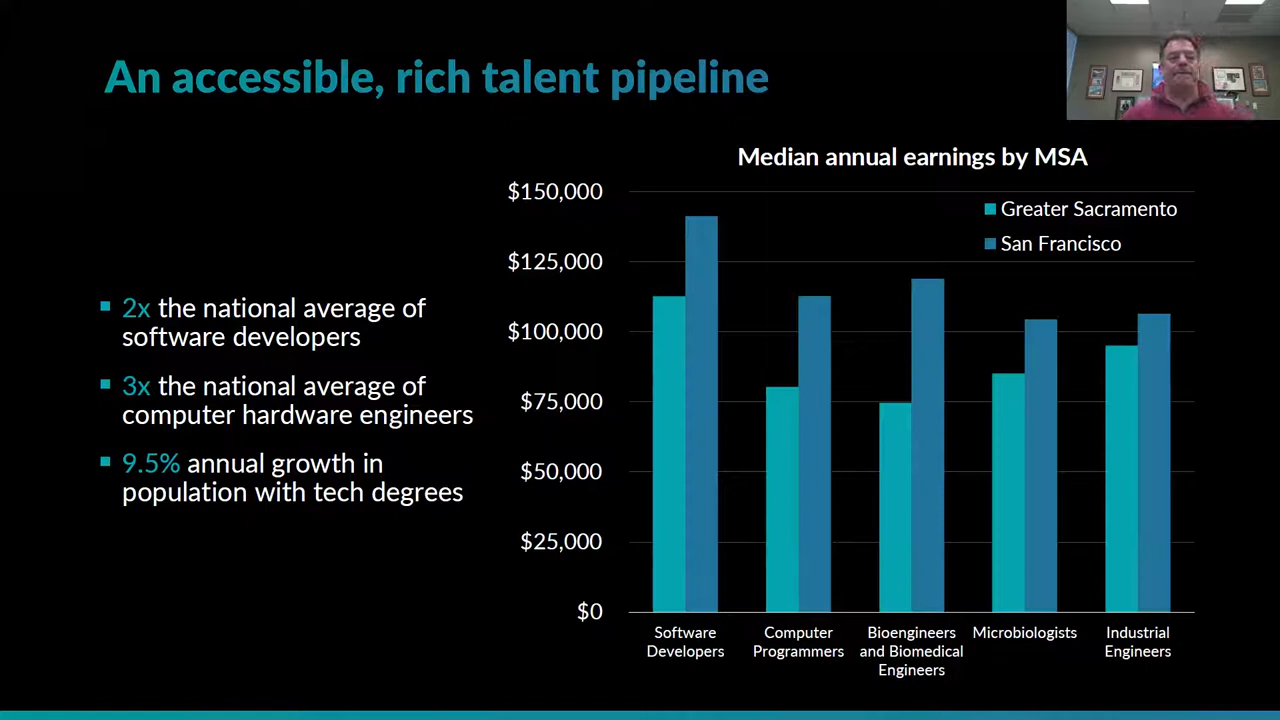 An accessible, rich talent pipeline
2x the national average of
software developers
3x the national average of
computer hardware engineers
9.5% annual growth in
population with tech degrees
Median annual earnings by MSA
Greater Sacramento
San Francisco
$150,000
$125,000
$100,000
$75,000
$50,000
$25,000
$0
Software
Developers
Computer
Programmers
Bioengineers
and Biomedical
Engineers
Microbiologists
Industrial
Engineers